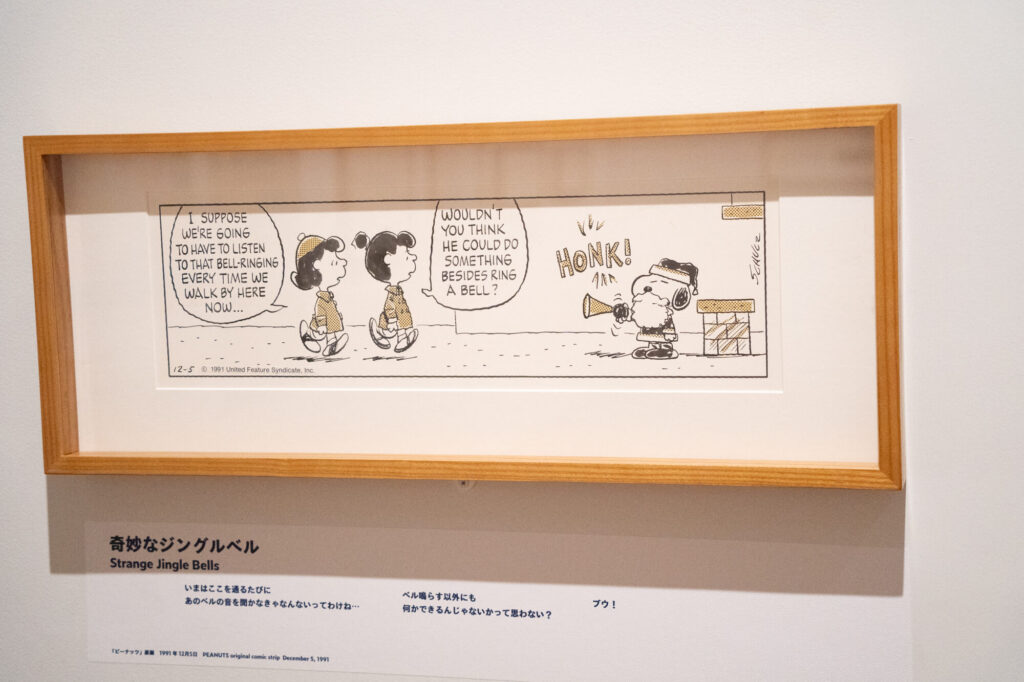 I SUPPOSE
WE'RE GOING
TO HAVE TO LISTEN
TO THAT BELL-RINGING
EVERY TIME WE
WALK BY HERE
NOW...
WOULDN'T
YOU THINK
HE COULD DO
SOMETHING
BESIDES RING
A BELL?
HONK!
SCHULZ
12-5 © 1991 United Feature Syndicate, Inc.
奇妙なジングルベル
Strange Jingle Bells
いまはここを通るたびに
あのベルの音を聞かなきゃなんないってわけね…
ベル鳴らす以外にも
何かできるんじゃないかって思わない？
ブウ！
「ピーナッツ」原画 1991年12月5日 PEANUTS original comic strip December 5, 1991